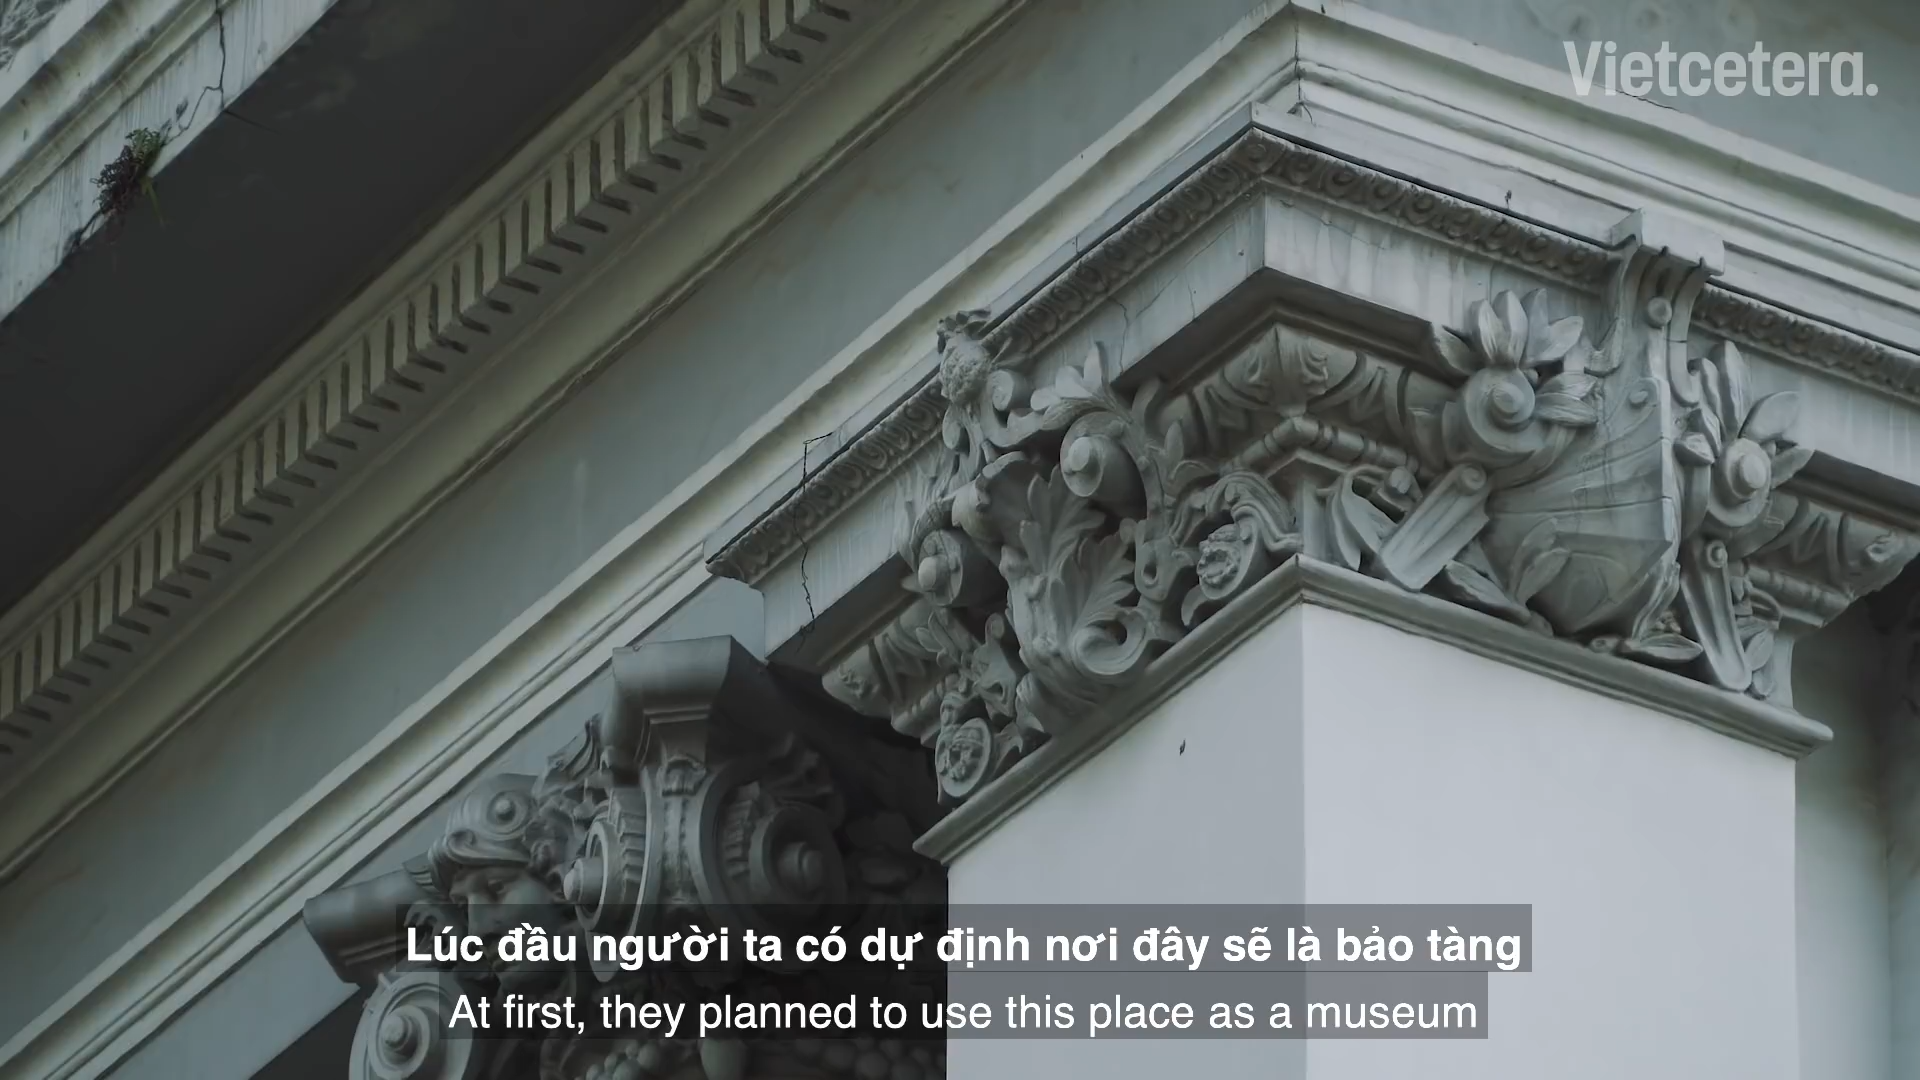 Vietcetera.
Lúc đầu người ta có dự định nơi đây sẽ là bảo tàng
At first, they planned to use this place as a museum